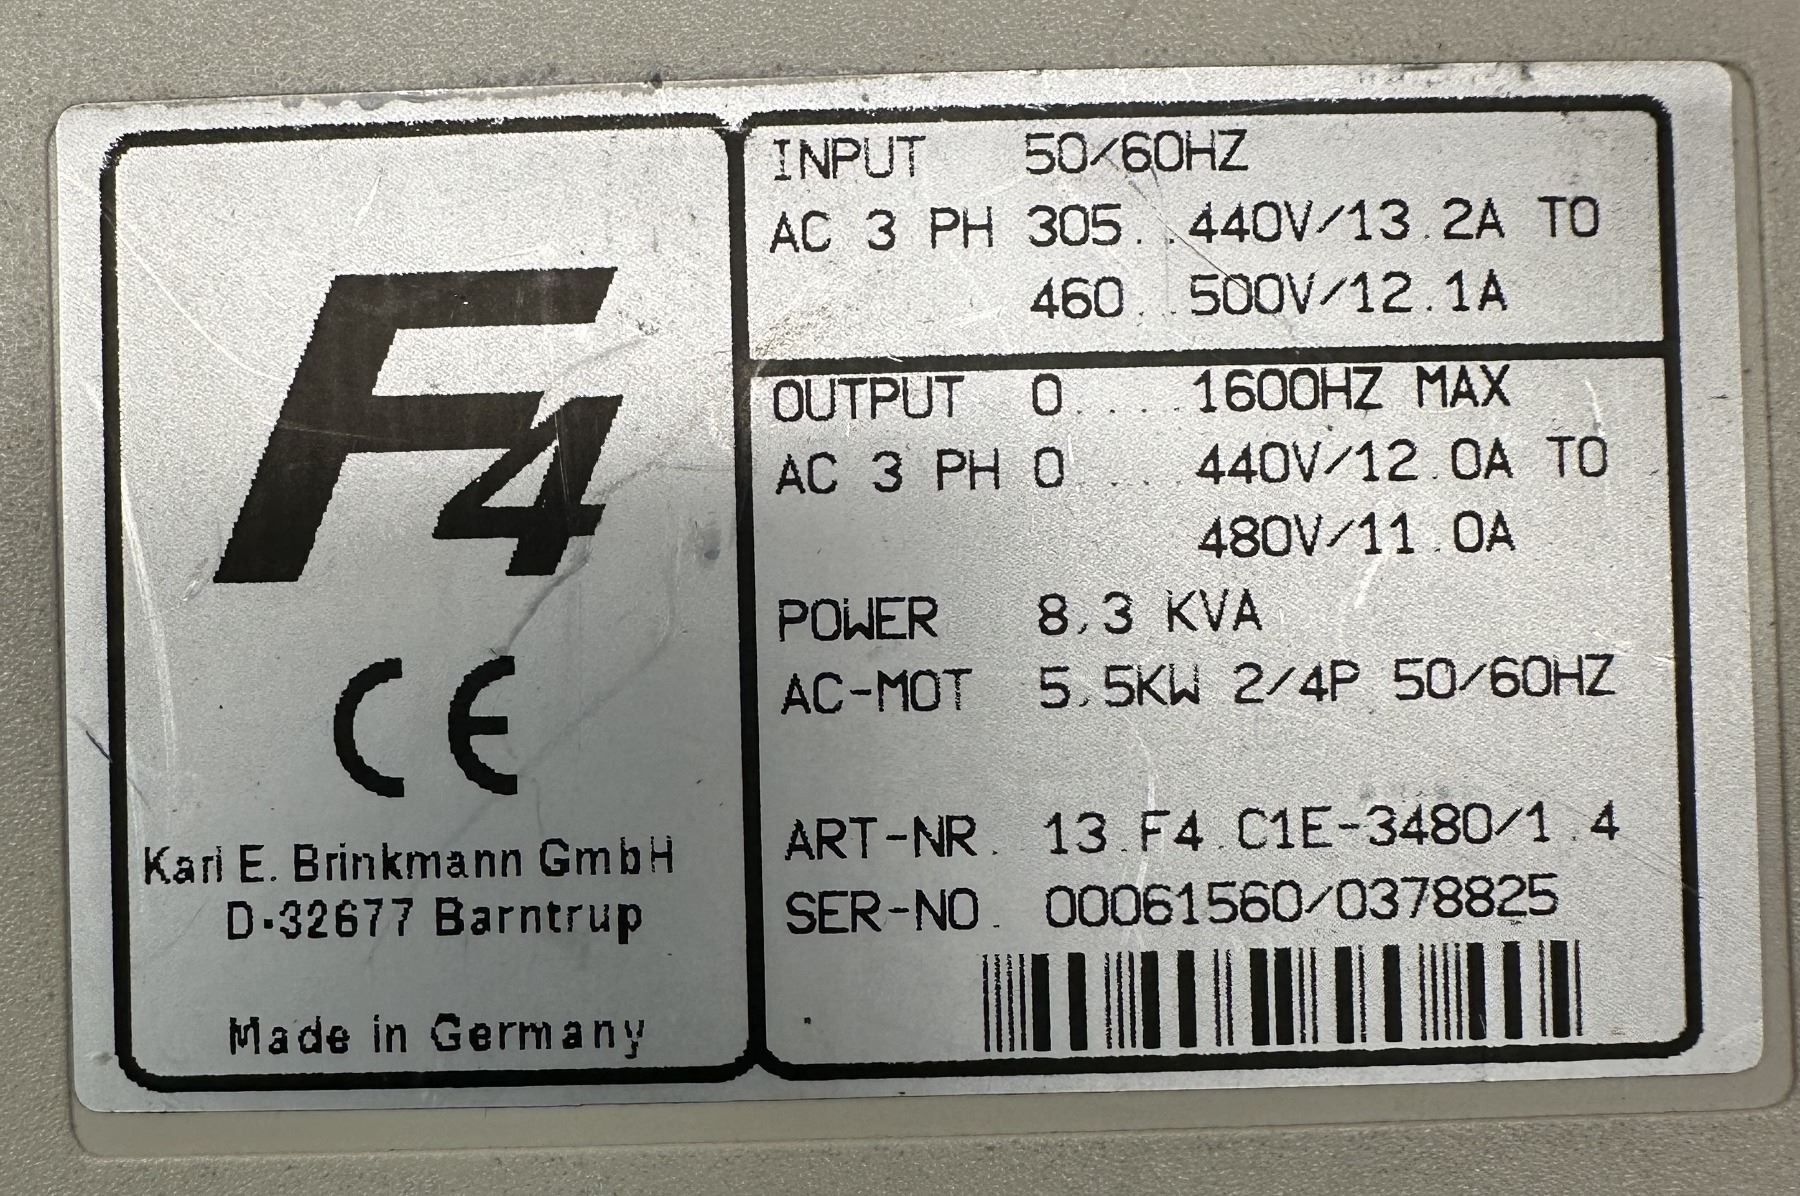 F4
CE
Karl E. Brinkmann GmbH
D-32677 Barntrup
Made in Germany
INPUT 50/60HZ
AC 3 PH 305...440V/13.2A TO
460...500V/12.1A
OUTPUT 0.....1600HZ MAX
AC 3 PH 0.....440V/12.0A TO
480V/11.0A
POWER 8,3 KVA
AC-MOT 5,5KW 2/4P 50/60HZ
ART-NR. 13.F4.C1E-3480/1.4
SER-NO. 00061560/0378825